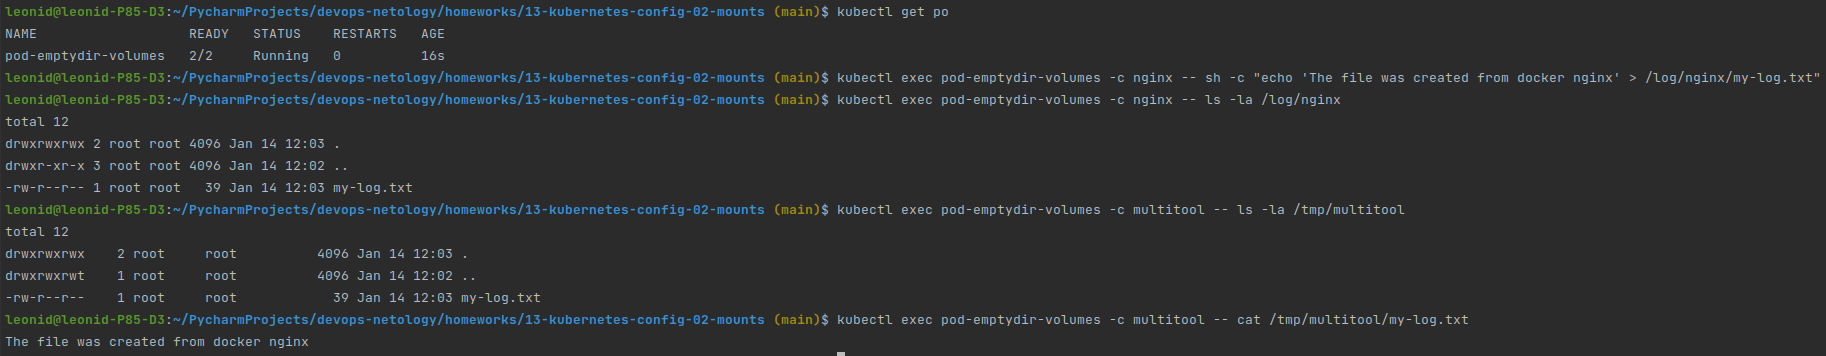 leonid@leonid-P85-D3:~/PycharmProjects/devops-netology/homeworks/13-kubernetes-config-02-mounts (main)$ kubectl get po
NAME                   READY   STATUS    RESTARTS   AGE
pod-emptydir-volumes   2/2     Running   0          16s
leonid@leonid-P85-D3:~/PycharmProjects/devops-netology/homeworks/13-kubernetes-config-02-mounts (main)$ kubectl exec pod-emptydir-volumes -c nginx -- sh -c "echo 'The file was created from docker nginx' > /log/nginx/my-log.txt"
leonid@leonid-P85-D3:~/PycharmProjects/devops-netology/homeworks/13-kubernetes-config-02-mounts (main)$ kubectl exec pod-emptydir-volumes -c nginx -- ls -la /log/nginx
total 12
drwxrwxrwx 2 root root 4096 Jan 14 12:03 .
drwxr-xr-x 3 root root 4096 Jan 14 12:02 ..
-rw-r--r-- 1 root root   39 Jan 14 12:03 my-log.txt
leonid@leonid-P85-D3:~/PycharmProjects/devops-netology/homeworks/13-kubernetes-config-02-mounts (main)$ kubectl exec pod-emptydir-volumes -c multitool -- ls -la /tmp/multitool
total 12
drwxrwxrwx    2 root     root          4096 Jan 14 12:03 .
drwxrwxrwt    1 root     root          4096 Jan 14 12:02 ..
-rw-r--r--    1 root     root            39 Jan 14 12:03 my-log.txt
leonid@leonid-P85-D3:~/PycharmProjects/devops-netology/homeworks/13-kubernetes-config-02-mounts (main)$ kubectl exec pod-emptydir-volumes -c multitool -- cat /tmp/multitool/my-log.txt
The file was created from docker nginx